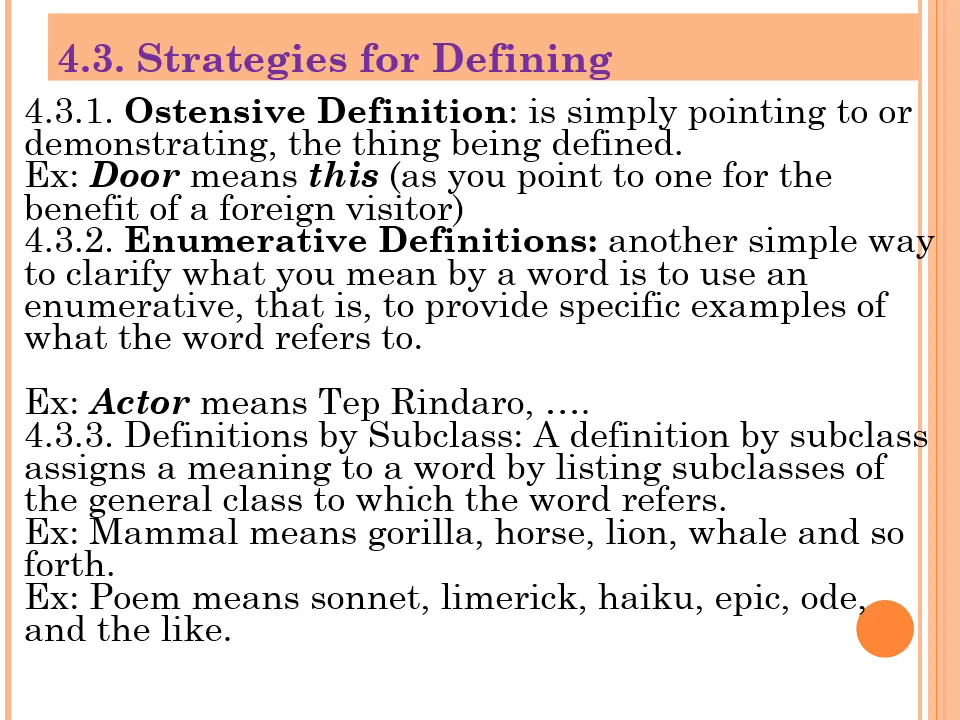 4.3. Strategies for Defining
4.3.1. Ostensive Definition: is simply pointing to or
demonstrating, the thing being defined.
Ex: Door means this (as you point to one for the
benefit of a foreign visitor)
4.3.2. Enumerative Definitions: another simple way
to clarify what you mean by a word is to use an
enumerative, that is, to provide specific examples of
what the word refers to.
Ex: Actor means Tep Rindaro, ….
4.3.3. Definitions by Subclass: A definition by subclass
assigns a meaning to a word by listing subclasses of
the general class to which the word refers.
Ex: Mammal means gorilla, horse, lion, whale and so
forth.
Ex: Poem means sonnet, limerick, haiku, epic, ode,
and the like.